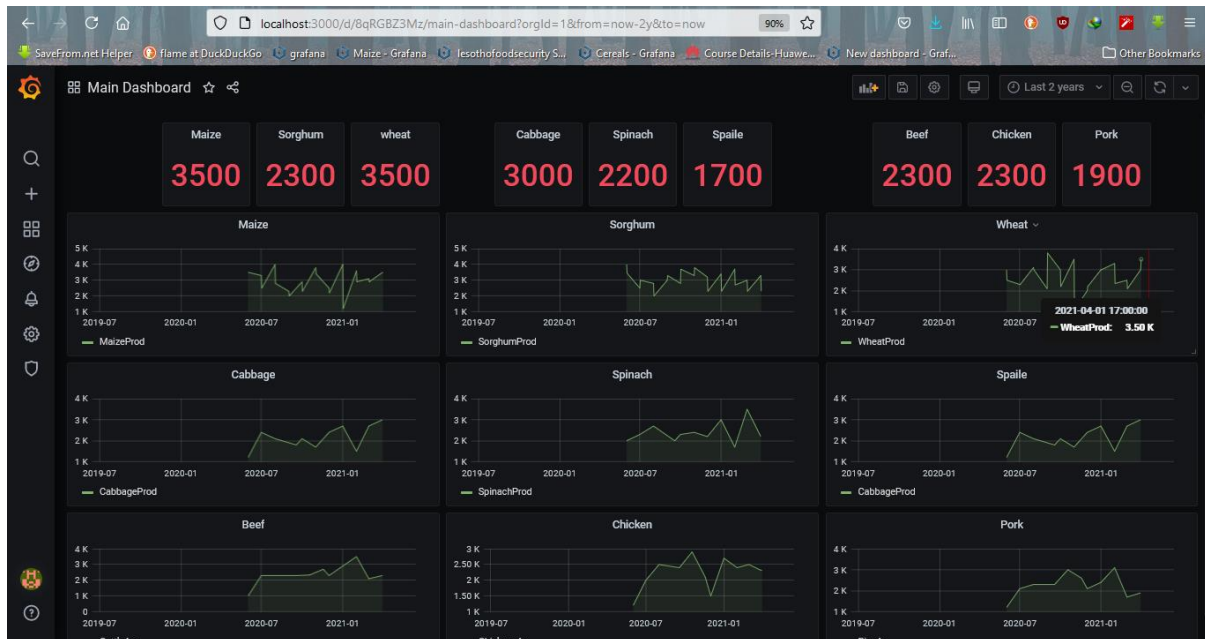 localhost:3000/d/8qRGBZ3Mz/main-dashboard?orgId=1&from=now-2y&to=now 90%
SaveFrom.net Helper flame at DuckDuckGo grafana Maize - Grafana lesothofoodsecurity S... Cereals - Grafana Course Details-Huawe... New dashboard - Graf... Other Bookmarks
Main Dashboard Last 2 years
Maize Sorghum wheat Cabbage Spinach Spaile Beef Chicken Pork
3500 2300 3500 3000 2200 1700 2300 2300 1900
Maize
5 K
4 K
3 K
2 K
1 K
2019-07 2020-01 2020-07 2021-01
MaizeProd
Sorghum
5 K
4 K
3 K
2 K
1 K
2019-07 2020-01 2020-07 2021-01
SorghumProd
Wheat
4 K
3 K
2 K
1 K
2019-07 2020-01 2020-07
WheatProd
2021-04-01 17:00:00
WheatProd: 3.50 K
Cabbage
4 K
3 K
2 K
1 K
2019-07 2020-01 2020-07 2021-01
CabbageProd
Spinach
4 K
3 K
2 K
1 K
2019-07 2020-01 2020-07 2021-01
SpinachProd
Spaile
4 K
3 K
2 K
1 K
2019-07 2020-01 2020-07 2021-01
CabbageProd
Beef
4 K
3 K
2 K
1 K
0
2019-07 2020-01 2020-07 2021-01
Chicken
3 K
2.50 K
2 K
1.50 K
1 K
2019-07 2020-01 2020-07 2021-01
Pork
4 K
3 K
2 K
1 K
2019-07 2020-01 2020-07 2021-01